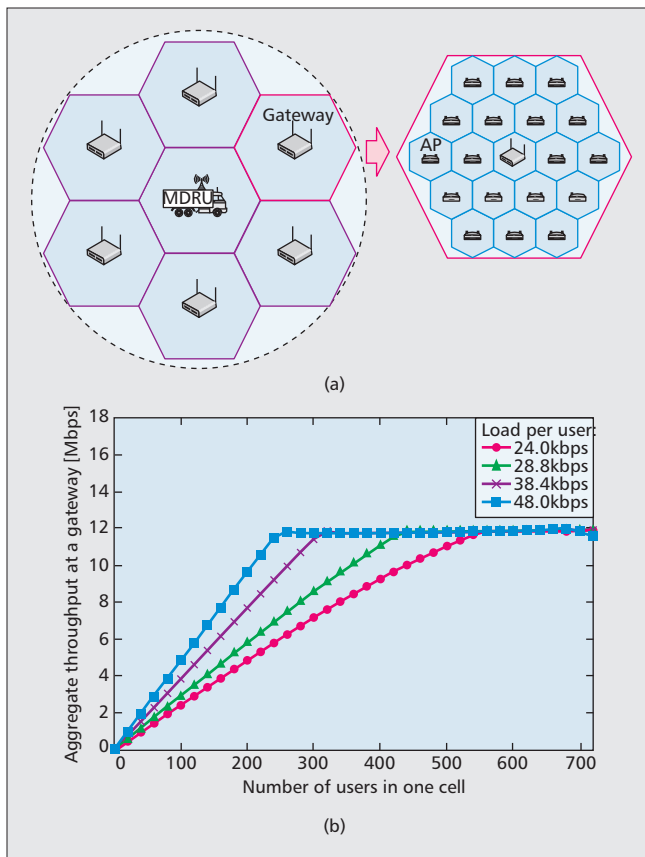 Gateway
AP
MDRU
(a)
Aggregate throughput at a gateway [Mbps]
18
16
14
12
10
8
6
4
2
0
Load per user:
24.0kbps
28.8kbps
38.4kbps
48.0kbps
0 100 200 300 400 500 600 700
Number of users in one cell
(b)